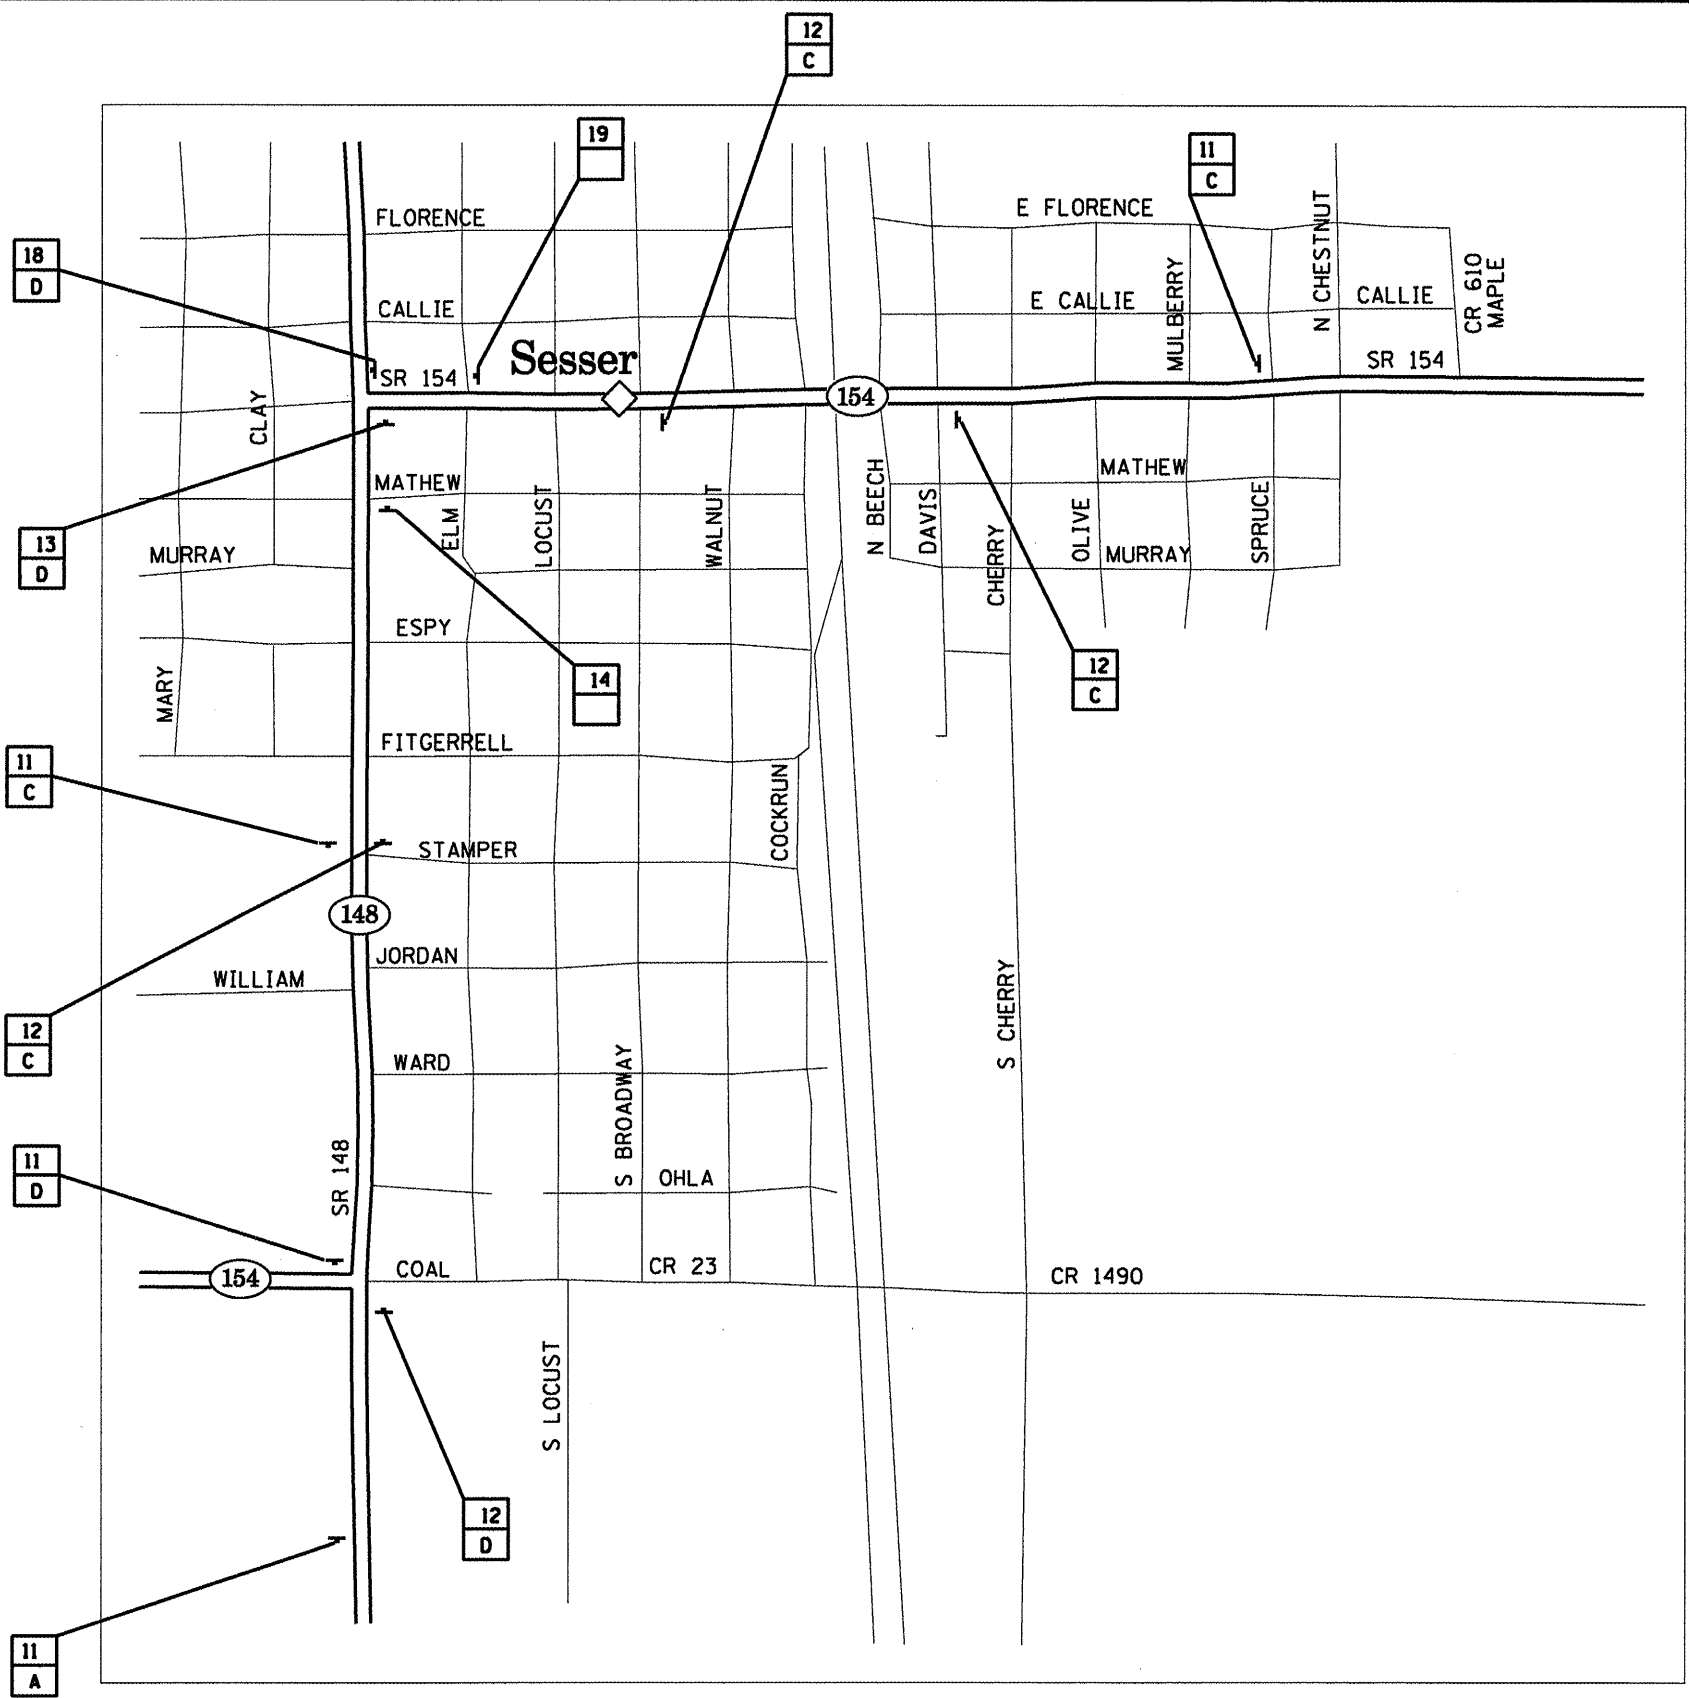 12
C
19
11
C
FLORENCE
E FLORENCE
N CHESTNUT
18
D
CALLIE
E CALLIE
MULBERRY
CALLIE
CR 610
MAPLE
Sesser
SR 154
SR 154
154
CLAY
MATHEW
MATHEW
ELM
LOCUST
WALNUT
N BEECH
DAVIS
CHERRY
OLIVE
SPRUCE
13
D
MURRAY
MURRAY
ESPY
14
12
C
MARY
FITGERRELL
11
C
COCKRUN
STAMPER
148
JORDAN
WILLIAM
S CHERRY
12
C
WARD
S BROADWAY
SR 148
11
D
OHLA
154
COAL
CR 23
CR 1490
S LOCUST
12
D
11
A